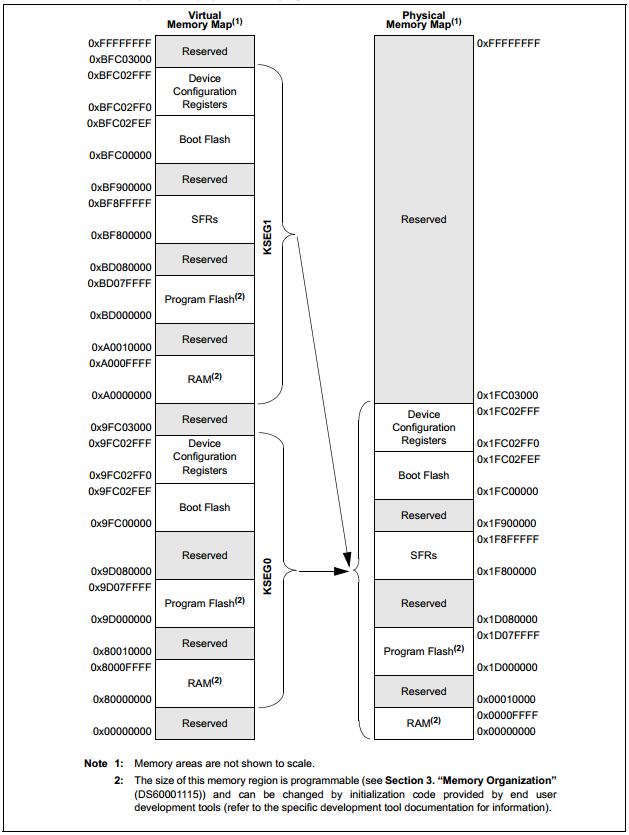 Virtual
Memory Map(1)
Physical
Memory Map(1)
0xFFFFFFFF
Reserved
0xBFC03000
0xBFC02FFF
Device
Configuration
Registers
0xBFC02FF0
0xBFC02FEF
Boot Flash
0xBFC00000
Reserved
0xBF900000
0xBF8FFFFF
SFRs
0xBF800000
Reserved
0xBD080000
0xBD07FFFF
Program Flash(2)
0xBD000000
Reserved
0xA0010000
0xA000FFFF
RAM(2)
0xA0000000
KSEG1
Reserved
0x9FC03000
0x9FC02FFF
Device
Configuration
Registers
0x9FC02FF0
0x9FC02FEF
Boot Flash
0x9FC00000
Reserved
0x9D080000
0x9D07FFFF
Program Flash(2)
0x9D000000
Reserved
0x80010000
0x8000FFFF
RAM(2)
0x80000000
KSEG0
Reserved
0x00000000
0xFFFFFFFF
Reserved
0x1FC03000
0x1FC02FFF
Device
Configuration
Registers
0x1FC02FF0
0x1FC02FEF
Boot Flash
0x1FC00000
Reserved
0x1F900000
0x1F8FFFFF
SFRs
0x1F800000
Reserved
0x1D080000
0x1D07FFFF
Program Flash(2)
0x1D000000
Reserved
0x00010000
0x0000FFFF
RAM(2)
0x00000000
Note 1: Memory areas are not shown to scale.
2: The size of this memory region is programmable (see Section 3. “Memory Organization”
(DS60001115)) and can be changed by initialization code provided by end user
development tools (refer to the specific development tool documentation for information).